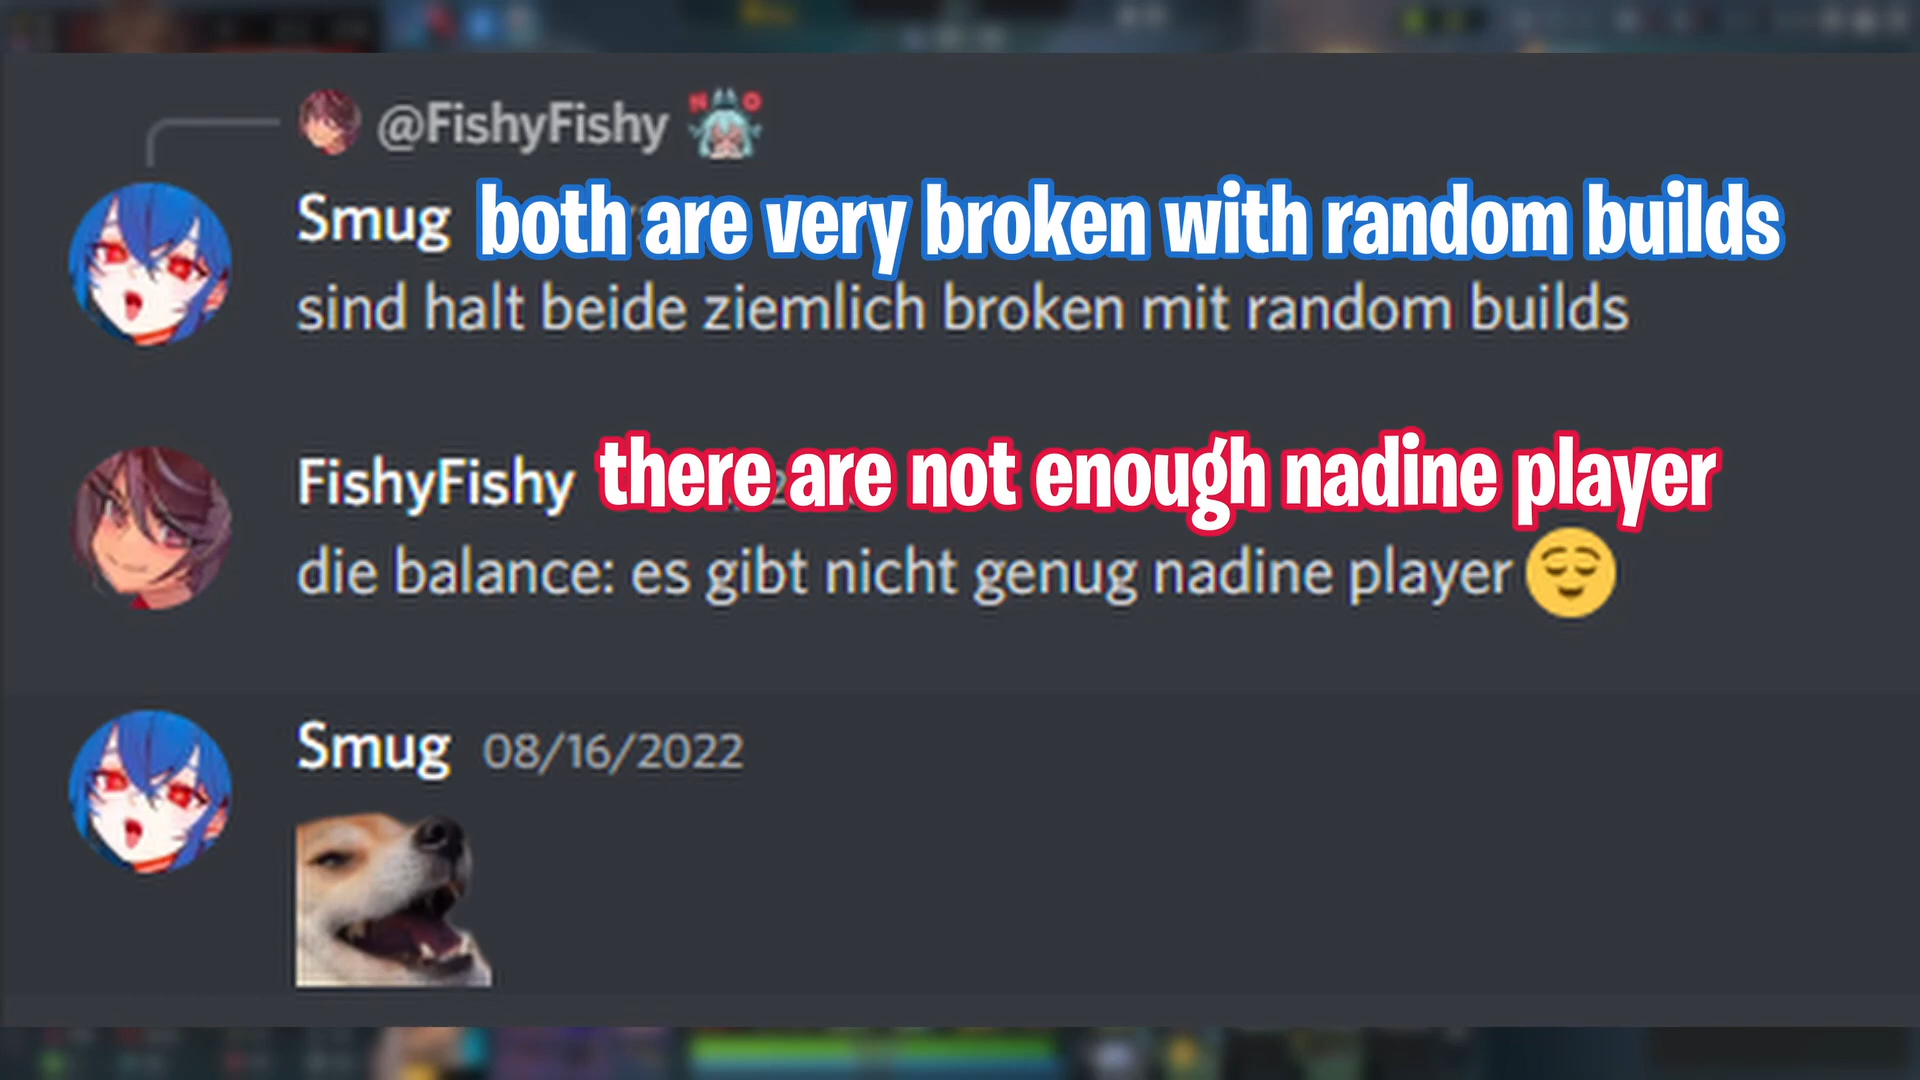 @FishyFishy NO
Smug both are very broken with random builds
sind halt beide ziemlich broken mit random builds
FishyFishy there are not enough nadine player
die balance: es gibt nicht genug nadine player
Smug 08/16/2022